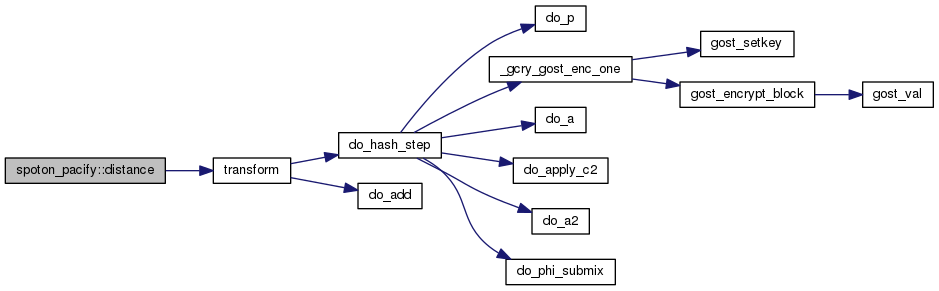 do_p
gost_setkey
_gcry_gost_enc_one
gost_encrypt_block
gost_val
do_a
do_hash_step
spoton_pacify::distance
transform
do_apply_c2
do_add
do_a2
do_phi_submix